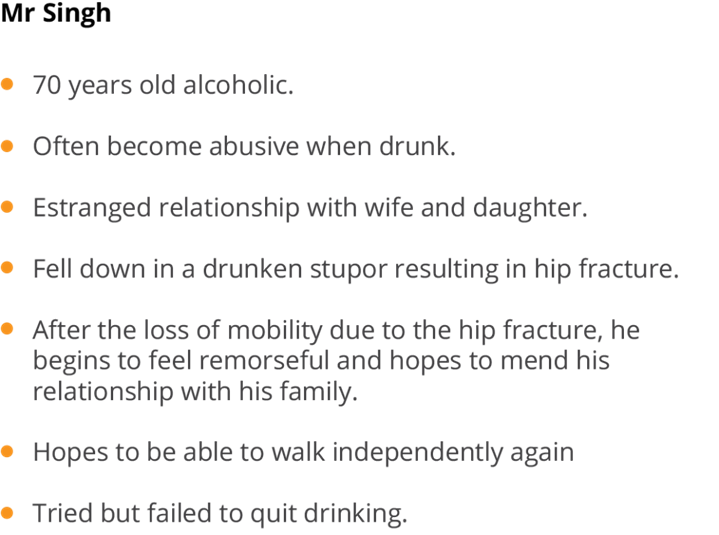 Mr Singh
70 years old alcoholic.
Often become abusive when drunk.
Estranged relationship with wife and daughter.
Fell down in a drunken stupor resulting in hip fracture.
After the loss of mobility due to the hip fracture, he
begins to feel remorseful and hopes to mend his
relationship with his family.
Hopes to be able to walk independently again
Tried but failed to quit drinking.